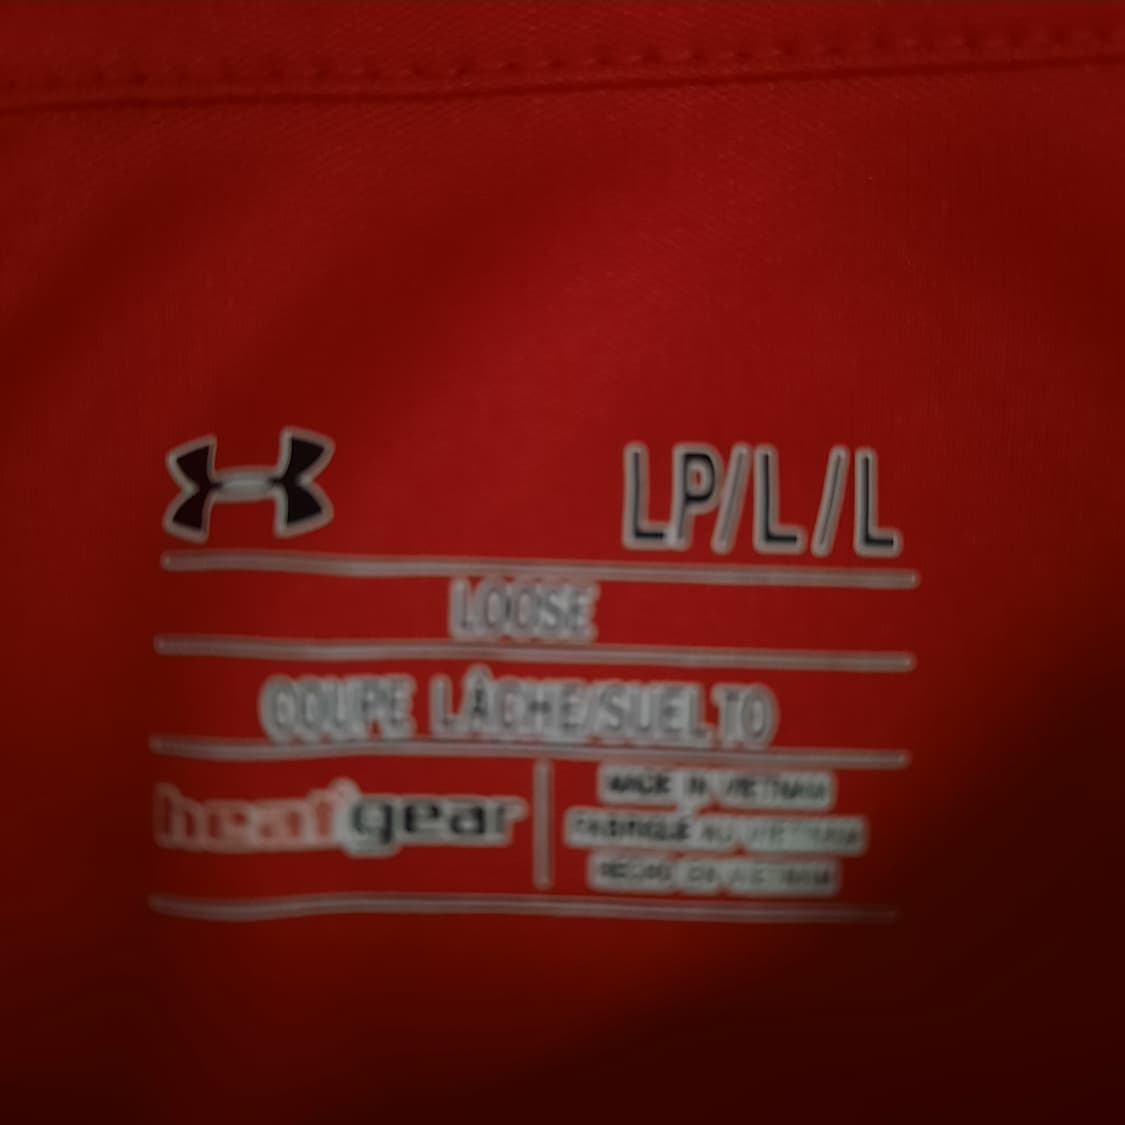 LP/L/L
LOOSE
COUPE LÂCHE/SUELTO
heatgear
MADE IN VIETNAM
FABRIQUÉ AU VIETNAM
HECHO EN VIETNAM